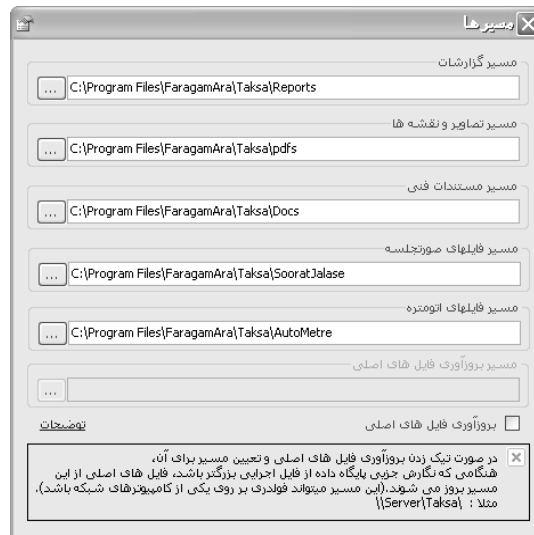 مسیرها
مسیر گزارشات
... C:\Program Files\FaragamAra\Taksa\Reports
مسیر تصاویر و نقشه ها
... C:\Program Files\FaragamAra\Taksa\pdfs
مسیر مستندات فنی
... C:\Program Files\FaragamAra\Taksa\Docs
مسیر فایلهای صورتجلسه
... C:\Program Files\FaragamAra\Taksa\SooratJalase
مسیر فایلهای اتومتره
... C:\Program Files\FaragamAra\Taksa\AutoMetre
مسیر بروزآوری فایل های اصلی
...
بروزآوری فایل های اصلی
توضیحات
در صورت تیک زدن بروزآوری فایل های اصلی و تعیین مسیر برای آن،
هنگامی که نگارش جزیی پایگاه داده از فایل اجرایی بزرگتر باشد، فایل های اصلی از این
مسیر بروز می شوند.(این مسیر میتواند فولدری بر روی یکی از کامپیوترهای شبکه باشد).
مثلا : \\Server\Taksa\